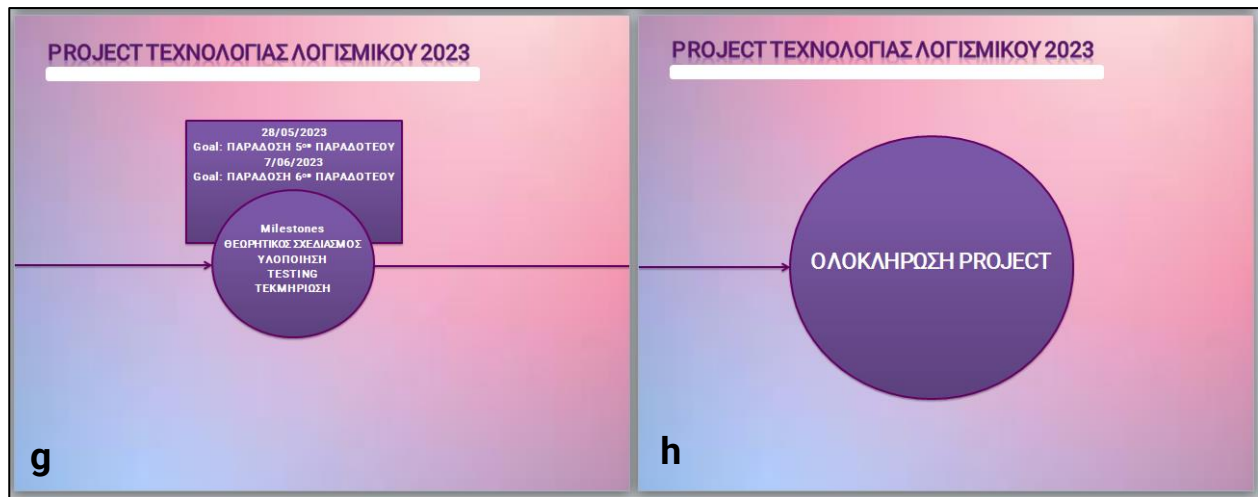 PROJECT ΤΕΧΝΟΛΟΓΙΑΣ ΛΟΓΙΣΜΙΚΟΥ 2023
28/05/2023
Goal: ΠΑΡΑΔΟΣΗ 5ου ΠΑΡΑΔΟΤΕΟΥ
7/06/2023
Goal: ΠΑΡΑΔΟΣΗ 6ου ΠΑΡΑΔΟΤΕΟΥ
Milestones
ΘΕΩΡΗΤΙΚΟΣ ΣΧΕΔΙΑΣΜΟΣ
ΥΛΟΠΟΙΗΣΗ
TESTING
ΤΕΚΜΗΡΙΩΣΗ
g
PROJECT ΤΕΧΝΟΛΟΓΙΑΣ ΛΟΓΙΣΜΙΚΟΥ 2023
ΟΛΟΚΛΗΡΩΣΗ PROJECT
h